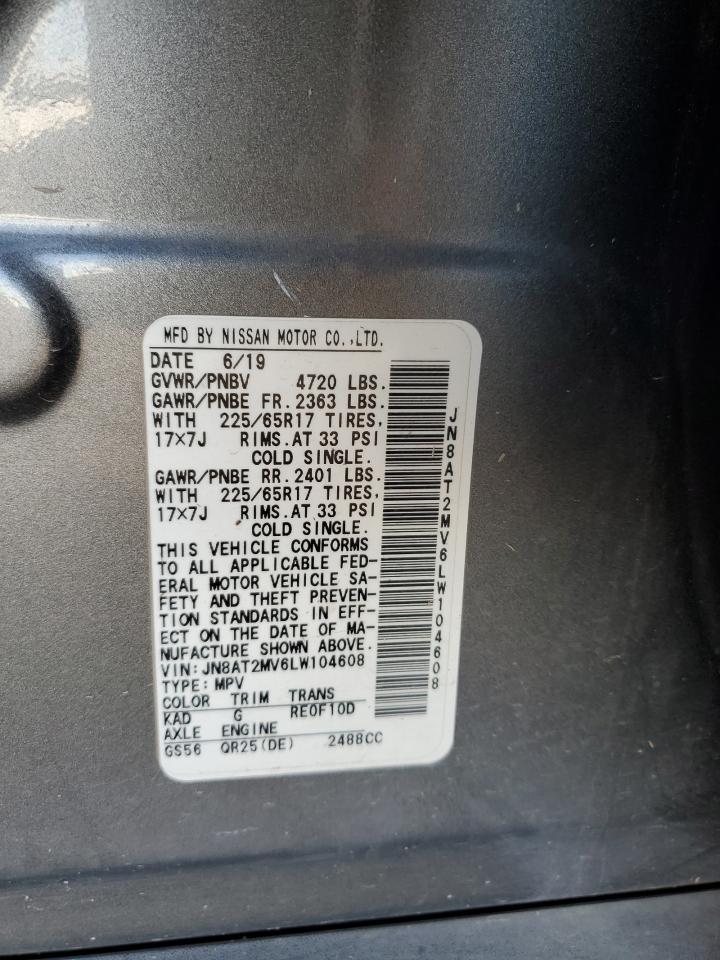 MFD BY NISSAN MOTOR CO.,LTD.
DATE 6/19
GVWR/PNBV 4720 LBS.
GAWR/PNBE FR. 2363 LBS.
WITH 225/65R17 TIRES,
17×7J RIMS.AT 33 PSI
COLD SINGLE.
GAWR/PNBE RR. 2401 LBS.
WITH 225/65R17 TIRES,
17×7J RIMS.AT 33 PSI
COLD SINGLE.
THIS VEHICLE CONFORMS
TO ALL APPLICABLE FED-
ERAL MOTOR VEHICLE SA-
FETY AND THEFT PREVEN-
TION STANDARDS IN EFF-
ECT ON THE DATE OF MA-
NUFACTURE SHOWN ABOVE.
VIN:JN8AT2MV6LW104608
TYPE:MPV
COLOR TRIM TRANS
KAD G RE0F10D
AXLE ENGINE
GS56 QR25(DE) 2488CC
JN8AT2MV6LW104608